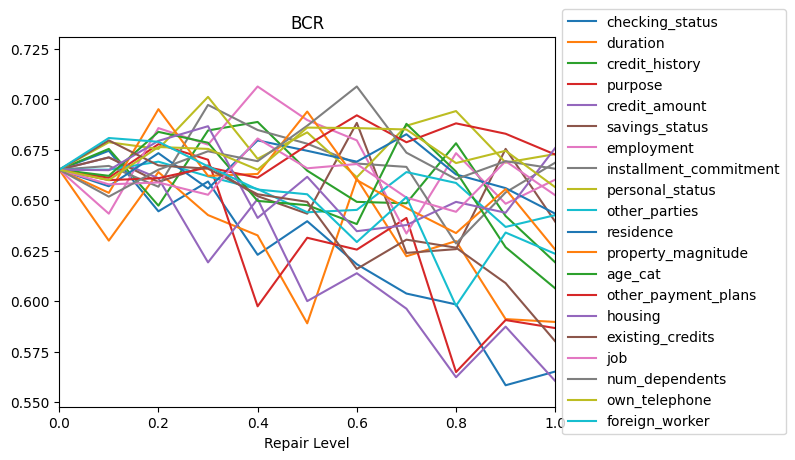 BCR
0.725
0.700
0.675
0.650
0.625
0.600
0.575
0.550
0.0
0.2
0.4
0.6
0.8
1.0
Repair Level
checking_status
duration
credit_history
purpose
credit_amount
savings_status
employment
installment_commitment
personal_status
other_parties
residence
property_magnitude
age_cat
other_payment_plans
housing
existing_credits
job
num_dependents
own_telephone
foreign_worker